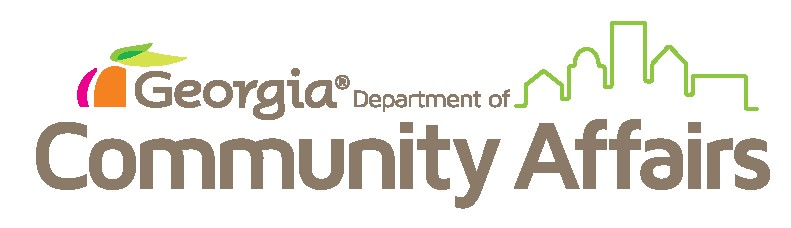 Georgia® Department of
Community Affairs